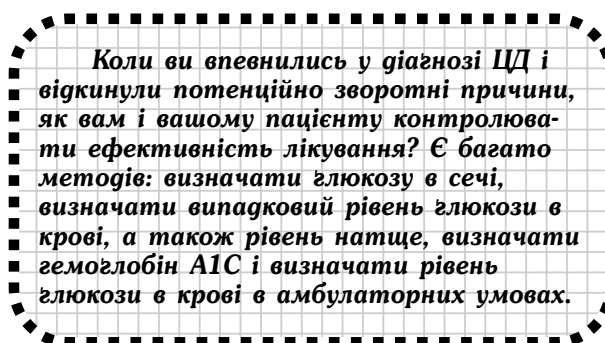 Коли ви впевнились у діагнозі ЦД і
відкинули потенційно зворотні причини,
як вам і вашому пацієнту контролюва-
ти ефективність лікування? Є багато
методів: визначати глюкозу в сечі,
визначати випадковий рівень глюкози в
крові, а також рівень натще, визначати
гемоглобін А1С і визначати рівень
глюкози в крові в амбулаторних умовах.